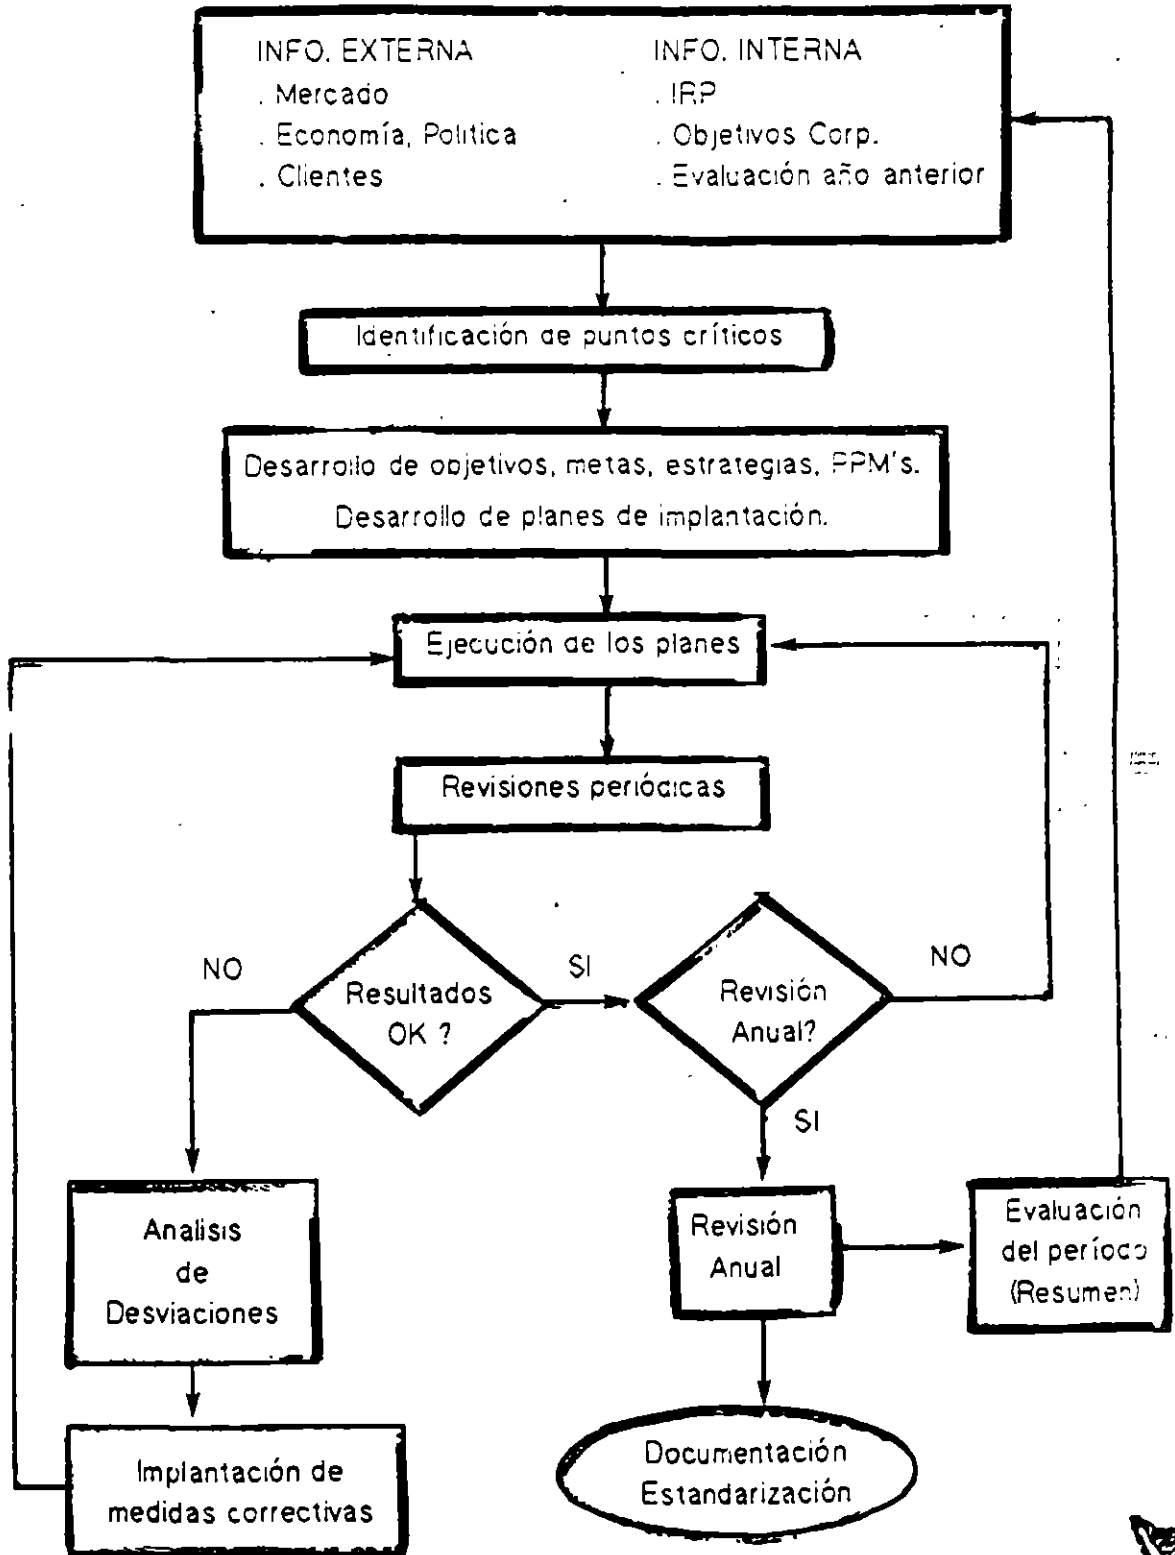 INFO. EXTERNA
. Mercado
. Economía, Politica
. Clientes
INFO. INTERNA
. IRP
. Objetivos Corp.
. Evaluación año anterior
Identificación de puntos críticos
Desarrollo de objetivos, metas, estrategias,
Desarrollo de planes de implantación.
Ejecución de los planes
Revisiones periódicas
NO
Resultados
OK ?
SI
Revisión
Anual?
NO
SI
Analisis
de
Desviaciones
Revisión
Anual
Evaluación
del período
(Resumen)
Implantación de
medidas correctivas
Documentación
Estandarización